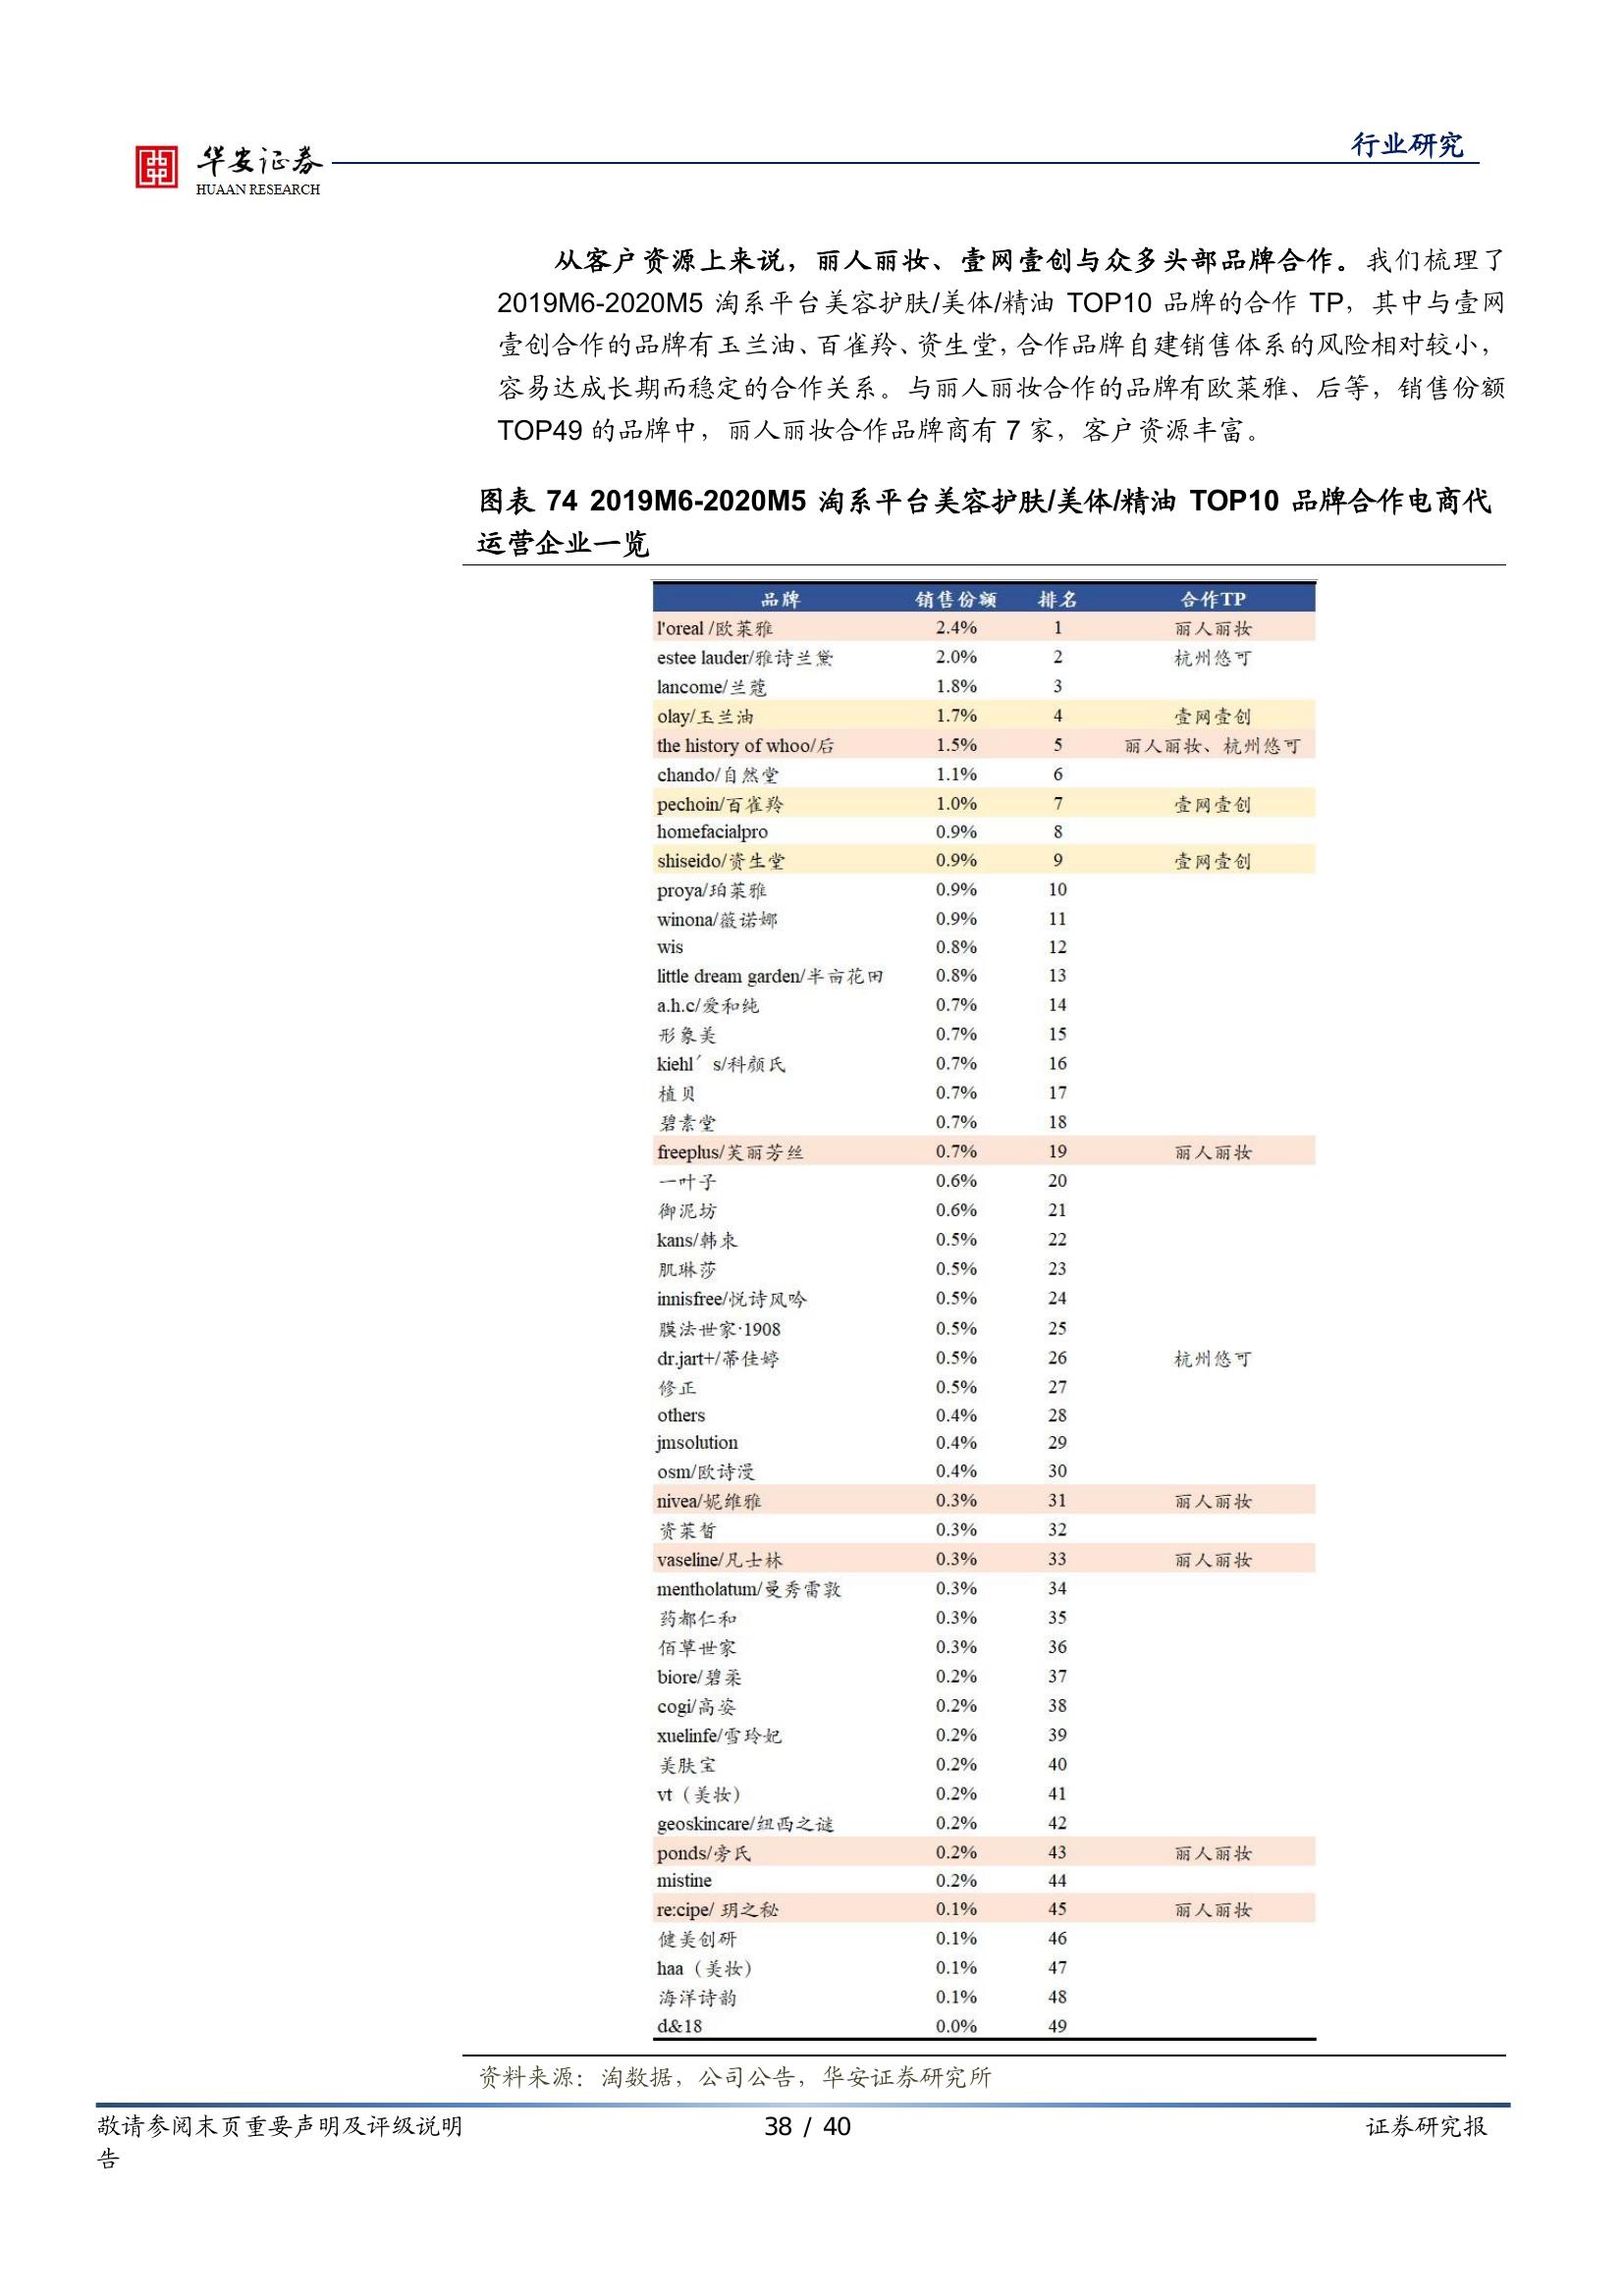 华安证券
HUAAN RESEARCH
行业研究
从客户资源上来说，丽人丽妆、壹网壹创与众多头部品牌合作。我们梳理了
2019M6-2020M5 淘系平台美容护肤/美体/精油 TOP10 品牌的合作 TP，其中与壹网
壹创合作的品牌有玉兰油、百雀羚、资生堂，合作品牌自建销售体系的风险相对较小，
容易达成长期而稳定的合作关系。与丽人丽妆合作的品牌有欧莱雅、后等，销售份额
TOP49 的品牌中，丽人丽妆合作品牌商有 7 家，客户资源丰富。
图表 74 2019M6-2020M5 淘系平台美容护肤/美体/精油 TOP10 品牌合作电商代
运营企业一览
品牌 销售份额 排名 合作TP
l'oreal /欧莱雅 2.4% 1 丽人丽妆
estee lauder/雅诗兰黛 2.0% 2 杭州悠可
lancome/兰蔻 1.8% 3
olay/玉兰油 1.7% 4 壹网壹创
the history of whoo/后 1.5% 5 丽人丽妆、杭州悠可
chando/自然堂 1.1% 6
pechoin/百雀羚 1.0% 7 壹网壹创
homefacialpro 0.9% 8
shiseido/资生堂 0.9% 9 壹网壹创
proya/珀莱雅 0.9% 10
winona/薇诺娜 0.9% 11
wis 0.8% 12
little dream garden/半亩花田 0.8% 13
a.h.c/爱和纯 0.7% 14
形象美 0.7% 15
kiehl´ s/科颜氏 0.7% 16
植贝 0.7% 17
碧素堂 0.7% 18
freeplus/芙丽芳丝 0.7% 19 丽人丽妆
一叶子 0.6% 20
御泥坊 0.6% 21
kans/韩束 0.5% 22
肌琳莎 0.5% 23
innisfree/悦诗风吟 0.5% 24
膜法世家·1908 0.5% 25
dr.jart+/蒂佳婷 0.5% 26 杭州悠可
修正 0.5% 27
others 0.4% 28
jmsolution 0.4% 29
osm/欧诗漫 0.4% 30
nivea/妮维雅 0.3% 31 丽人丽妆
资莱皙 0.3% 32
vaseline/凡士林 0.3% 33 丽人丽妆
mentholatum/曼秀雷敦 0.3% 34
药都仁和 0.3% 35
佰草世家 0.3% 36
biore/碧柔 0.2% 37
cogi/高姿 0.2% 38
xuelinfe/雪玲妃 0.2% 39
美肤宝 0.2% 40
vt（美妆） 0.2% 41
geoskincare/纽西之谜 0.2% 42
ponds/旁氏 0.2% 43 丽人丽妆
mistine 0.2% 44
re:cipe/ 玥之秘 0.1% 45 丽人丽妆
健美创研 0.1% 46
haa（美妆） 0.1% 47
海洋诗韵 0.1% 48
d&18 0.0% 49
资料来源：淘数据，公司公告，华安证券研究所
敬请参阅末页重要声明及评级说明 38 / 40 证券研究报
告